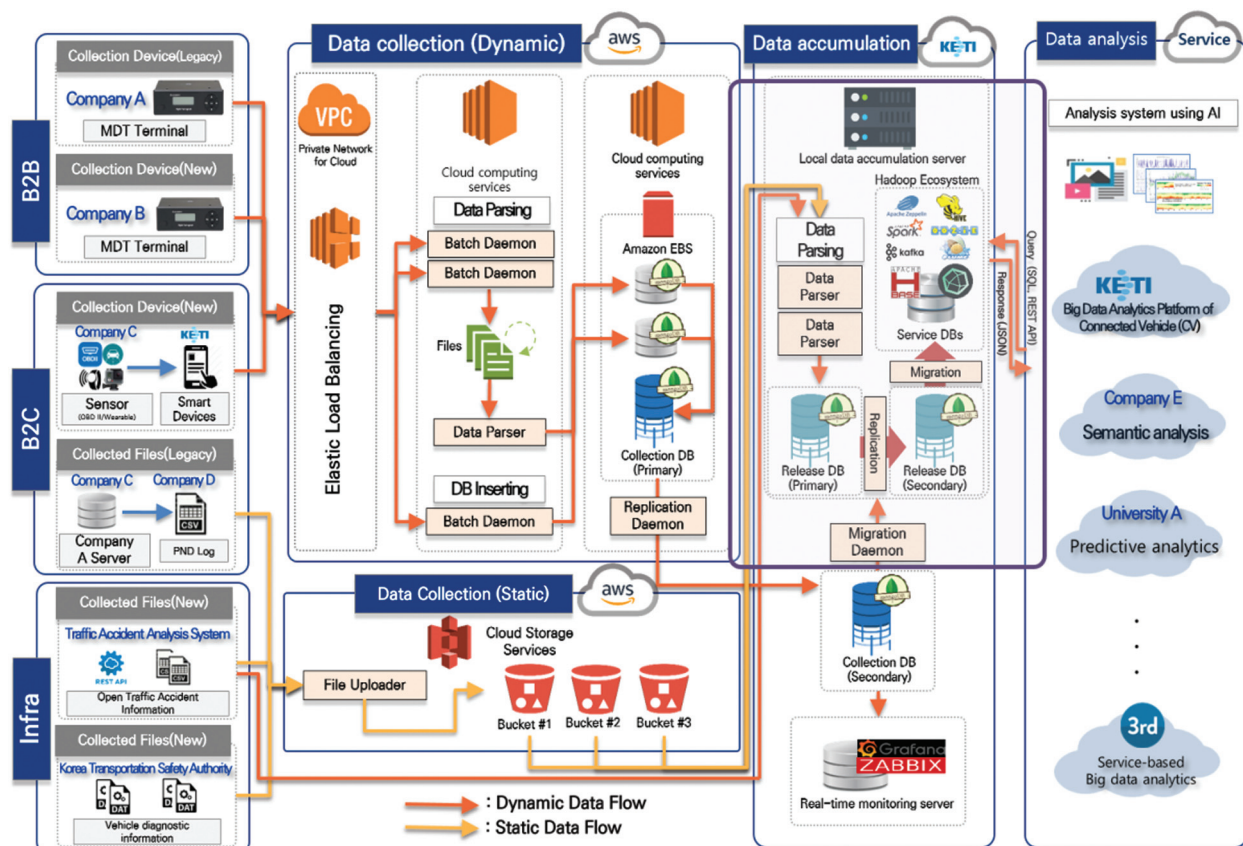 B2B
Collection Device(Legacy)
Company A
MDT Terminal
Collection Device(New)
Company B
MDT Terminal
B2C
Collection Device(New)
Company C
KETI
OBDII
Sensor
(OBD II/Wearable)
Smart
Devices
Collected Files(Legacy)
Company C
Company D
CSV
Company
A Server
PND Log
Infra
Collected Files(New)
Traffic Accident Analysis System
REST API
CSV
CSV
Open Traffic Accident
Information
Collected Files(New)
Korea Transportation Safety Authority
C
D
DAT
C
D
DAT
Vehicle diagnostic
information
Data collection (Dynamic)
aws
VPC
Private Network
for Cloud
Elastic Load Balancing
Cloud computing
services
Data Parsing
Batch Daemon
Batch Daemon
Files
Data Parser
DB Inserting
Batch Daemon
Cloud computing
services
Amazon EBS
Collection DB
(Primary)
Replication
Daemon
Data Collection (Static)
aws
Cloud Storage
Services
File Uploader
Bucket #1
Bucket #2
Bucket #3
: Dynamic Data Flow
: Static Data Flow
Data accumulation
KETI
Local data accumulation server
Hadoop Ecosystem
Apache Zeppelin
HIVE
Spark
kafka
APACHE
HBASE
Service DBs
Data
Parsing
Data
Parser
Data
Parser
Migration
Replication
Release DB
(Primary)
Release DB
(Secondary)
Migration
Daemon
Collection DB
(Secondary)
Grafana
ZABBIX
Real-time monitoring server
Query (SQL, REST API)
Response (JSON)
Data analysis
Service
Analysis system using AI
KETI
Big Data Analytics Platform of
Connected Vehicle (CV)
Company E
Semantic analysis
University A
Predictive analytics
3rd
Service-based
Big data analytics